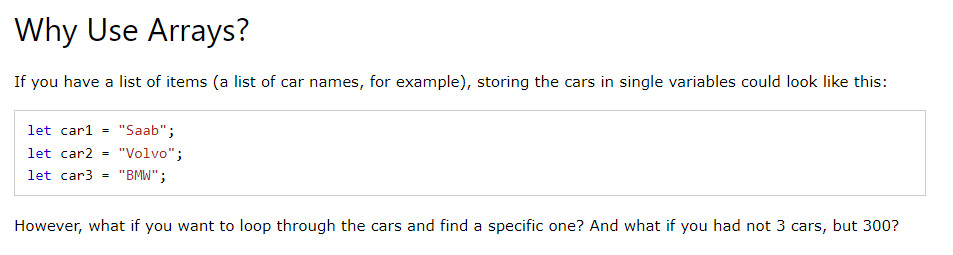 Why Use Arrays?
If you have a list of items (a list of car names, for example), storing the cars in single variables could look like this:
let car1 = "Saab";
let car2 = "Volvo";
let car3 = "BMW";
However, what if you want to loop through the cars and find a specific one? And what if you had not 3 cars, but 300?